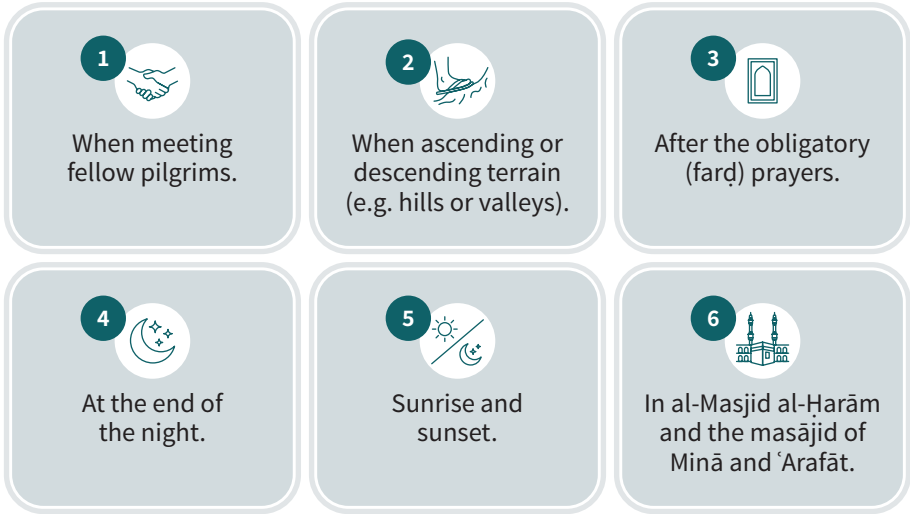 1
When meeting
fellow pilgrims.
2
When ascending or
descending terrain
(e.g. hills or valleys).
3
After the obligatory
(farḍ) prayers.
4
At the end of
the night.
5
Sunrise and
sunset.
6
In al-Masjid al-Ḥarām
and the masājid of
Minā and ʿArafāt.